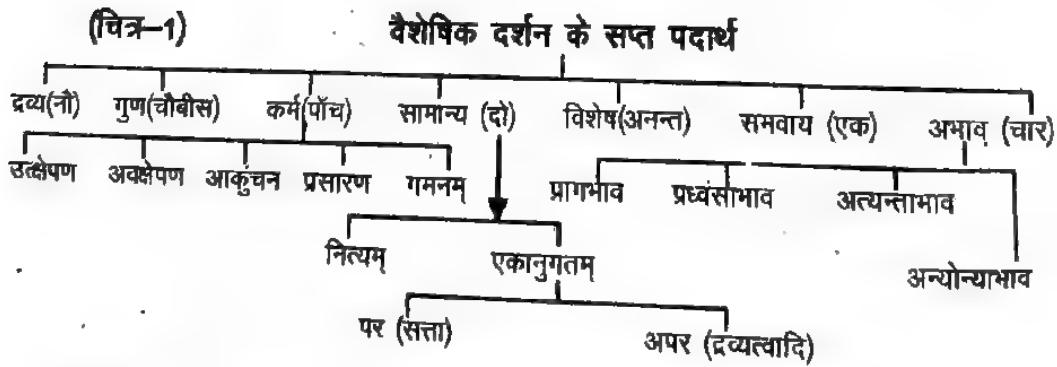 (चित्र–1) वैशेषिक दर्शन के सप्त पदार्थ
द्रव्य(नौ) गुण(चौबीस) कर्म(पाँच) सामान्य (दो) विशेष(अनन्त) समवाय (एक) अभाव (चार)
उत्क्षेपण अवक्षेपण आकुंचन प्रसारण गमनम् प्रागभाव प्रध्वंसाभाव अत्यन्ताभाव
नित्यम् एकानुगतम् अन्योन्याभाव
पर (सत्ता) अपर (द्रव्यत्वादि)